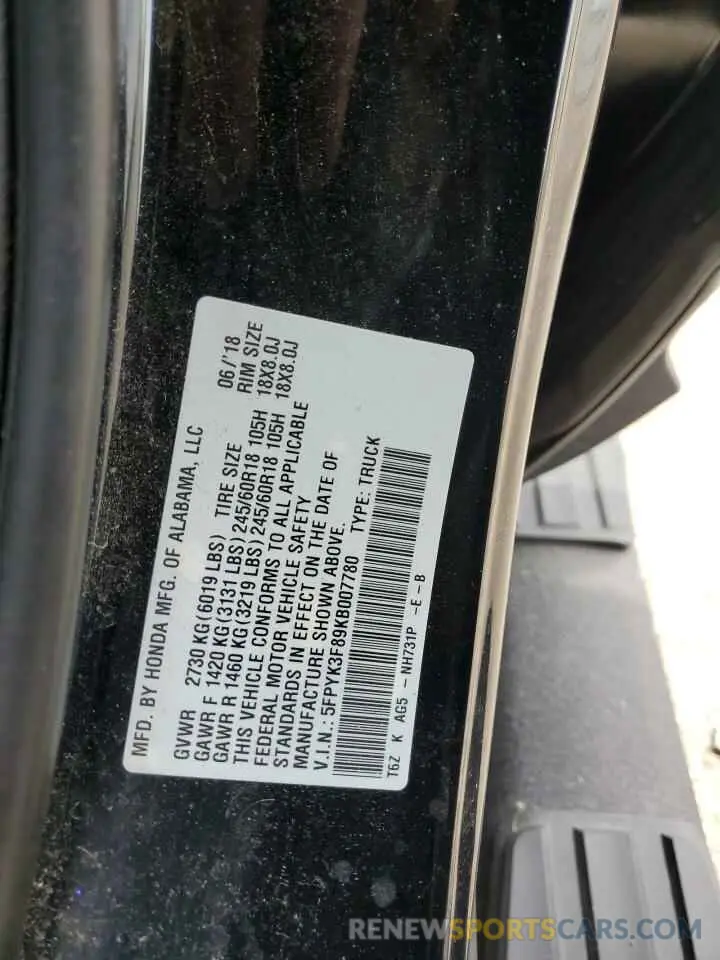 MFD. BY HONDA MFG. OF ALABAMA, LLC 06/'18
GVWR 2730 KG(6019 LBS) TIRE SIZE RIM SIZE
GAWR F 1420 KG(3131 LBS)245/60R18 105H 18X8.0J
GAWR R 1460 KG(3219 LBS)245/60R18 105H 18X8.0J
THIS VEHICLE CONFORMS TO ALL APPLICABLE
FEDERAL MOTOR VEHICLE SAFETY
STANDARDS IN EFFECT ON THE DATE OF
MANUFACTURE SHOWN ABOVE.
V.I.N.: 5FPYK3F89KB007780 TYPE: TRUCK
T6Z K AG5 - NH731P -E-B
RENEWSPORTSCARS.COM